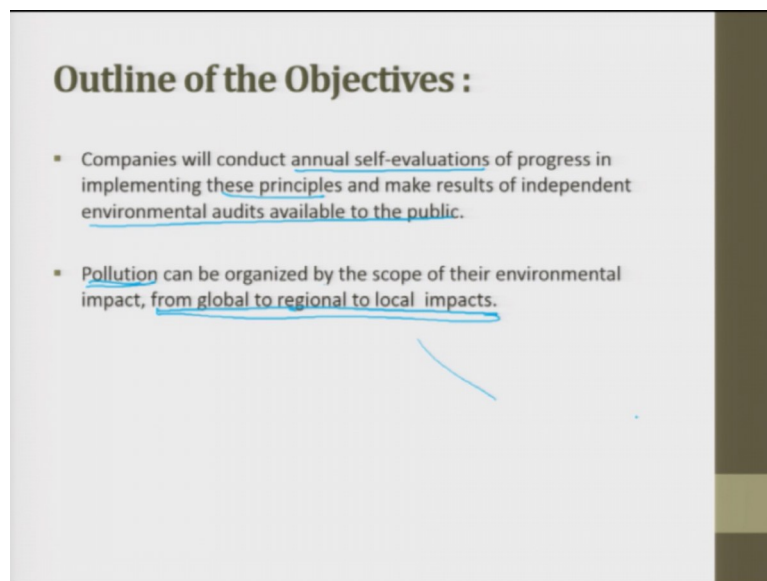 Outline of the Objectives :
Companies will conduct annual self-evaluations of progress in
implementing these principles and make results of independent
environmental audits available to the public.
Pollution can be organized by the scope of their environmental
impact, from global to regional to local impacts.